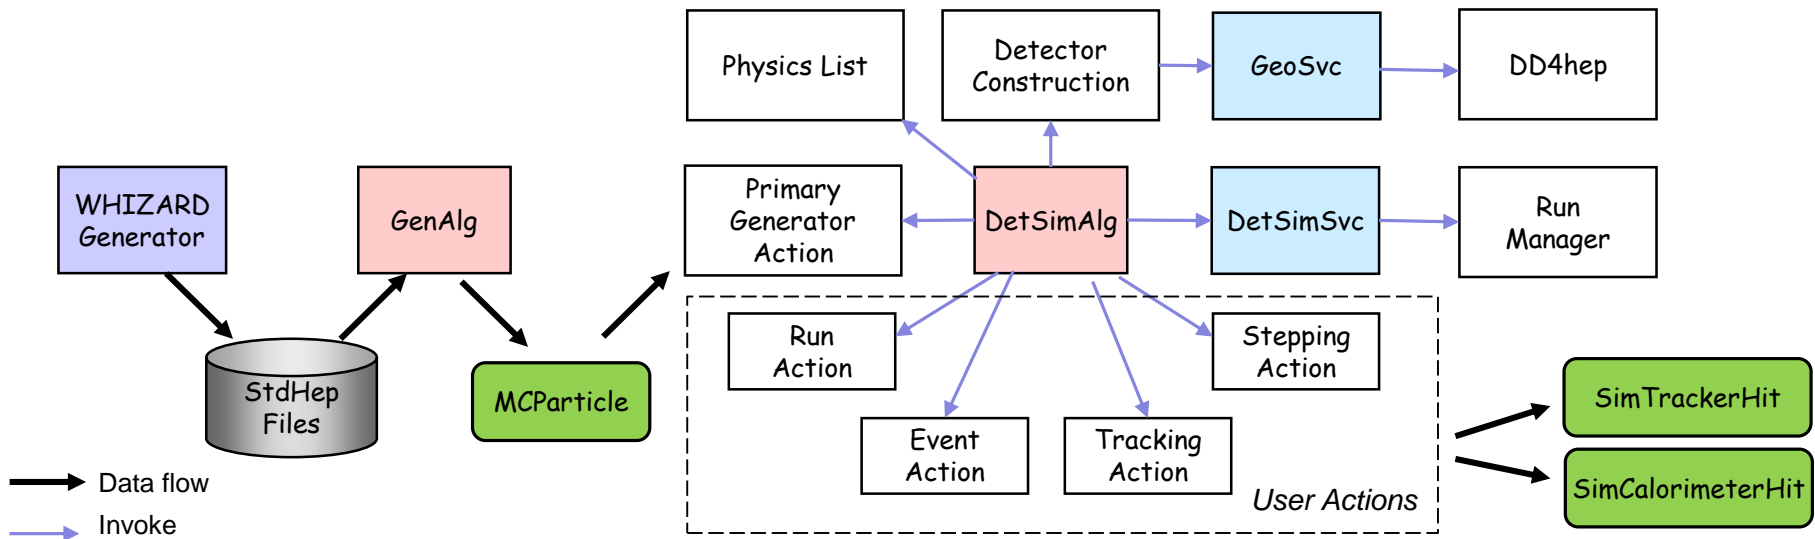 Physics List
Detector
Construction
GeoSvc
DD4hep
WHIZARD
Generator
GenAlg
Primary
Generator
Action
DetSimAlg
DetSimSvc
Run
Manager
StdHep
Files
MCParticle
Run
Action
Stepping
Action
Event
Action
Tracking
Action
User Actions
SimTrackerHit
SimCalorimeterHit
Data flow
Invoke